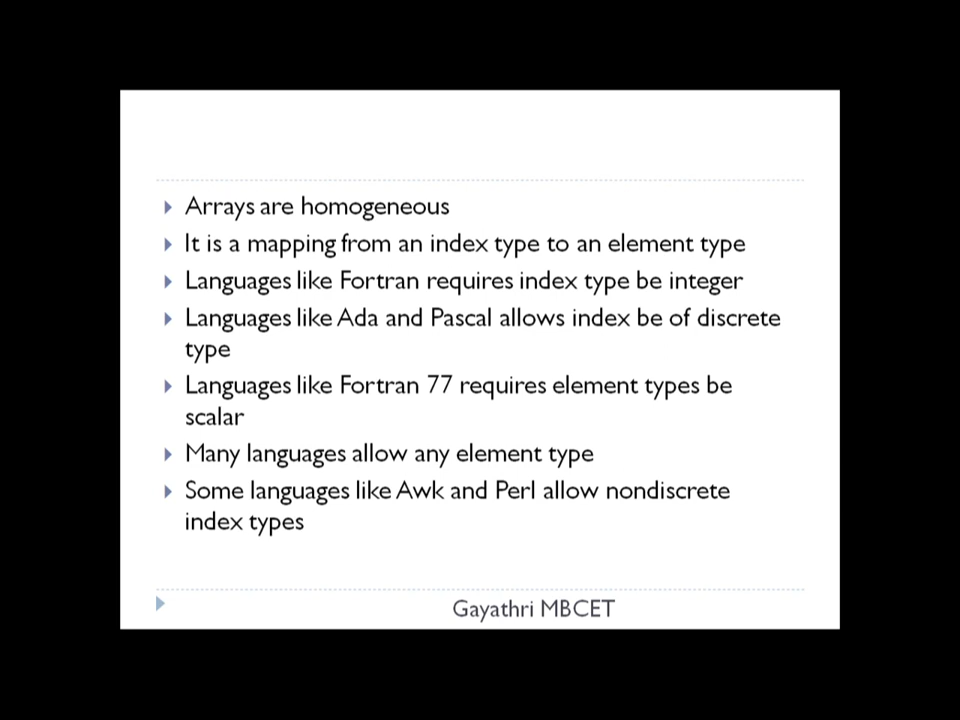 Arrays are homogeneous
It is a mapping from an index type to an element type
Languages like Fortran requires index type be integer
Languages like Ada and Pascal allows index be of discrete
type
Languages like Fortran 77 requires element types be
scalar
Many languages allow any element type
Some languages like Awk and Perl allow nondiscrete
index types
Gayathri MBCET